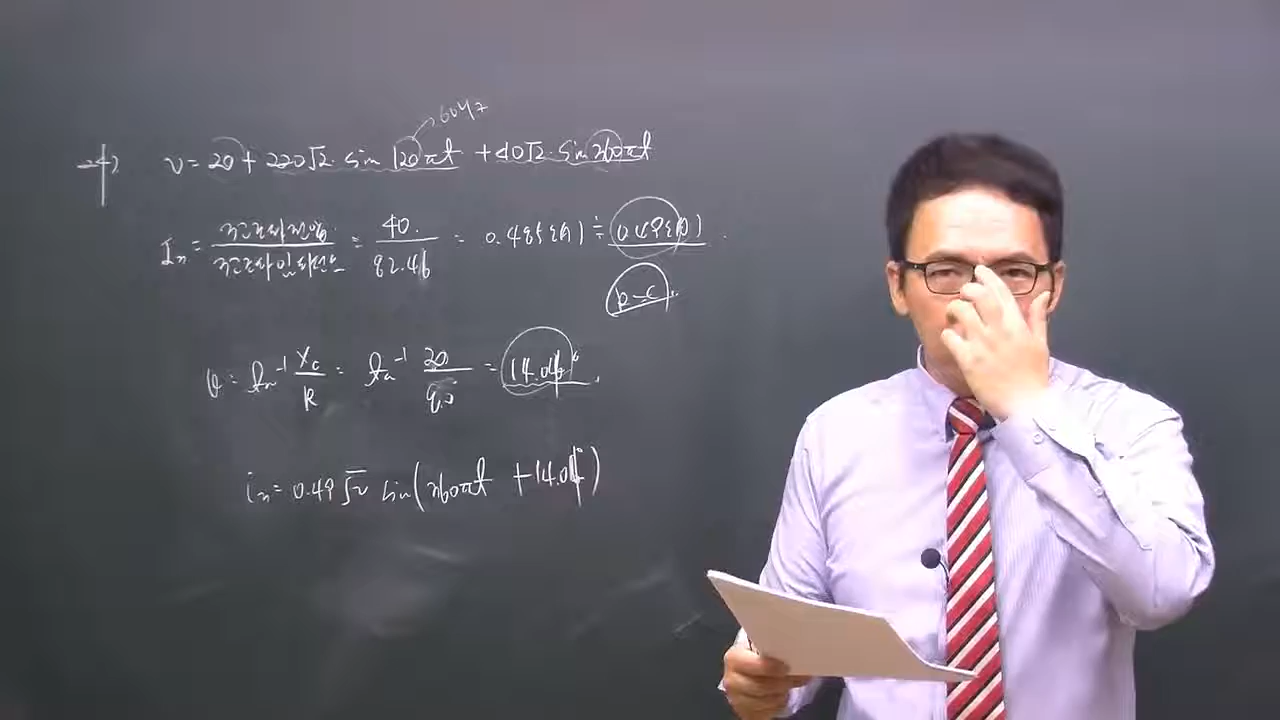 60Hz
v = 20 + 220√2 · sin 120πt + 40√2 · sin 360πt
I₃ = 제3고조파전압 / 제3고조파임피던스 = 40 / 82.46 = 0.485 (A) ≒ 0.49 (A)
R-C
θ = tan⁻¹ Xc / R = tan⁻¹ 20 / 80 = 14.04°
i₃ = 0.49√2 sin(360πt + 14.04°)